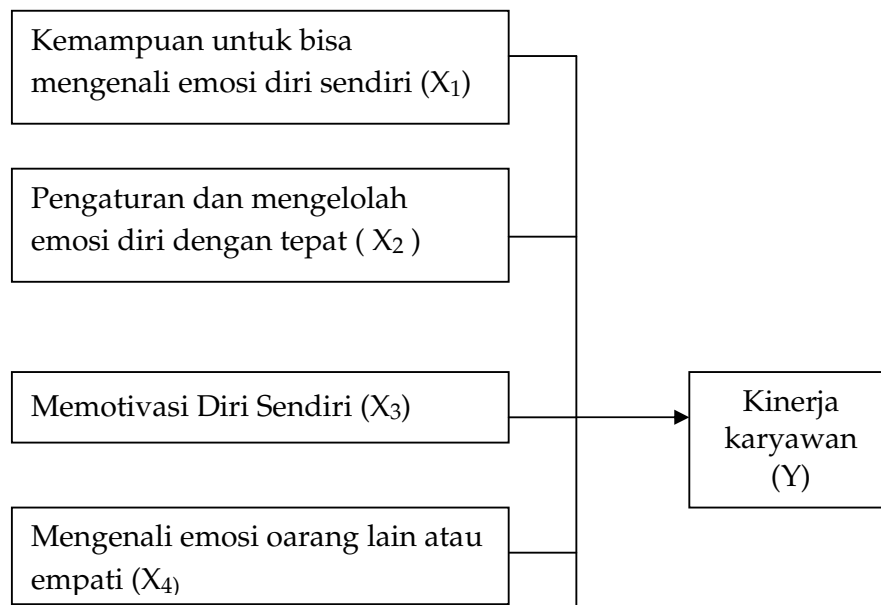 Kemampuan untuk bisa
mengenali emosi diri sendiri (X₁)
Pengaturan dan mengelolah
emosi diri dengan tepat ( X₂ )
Memotivasi Diri Sendiri (X₃)
Kinerja
karyawan
(Y)
Mengenali emosi oarang lain atau
empati (X₄)